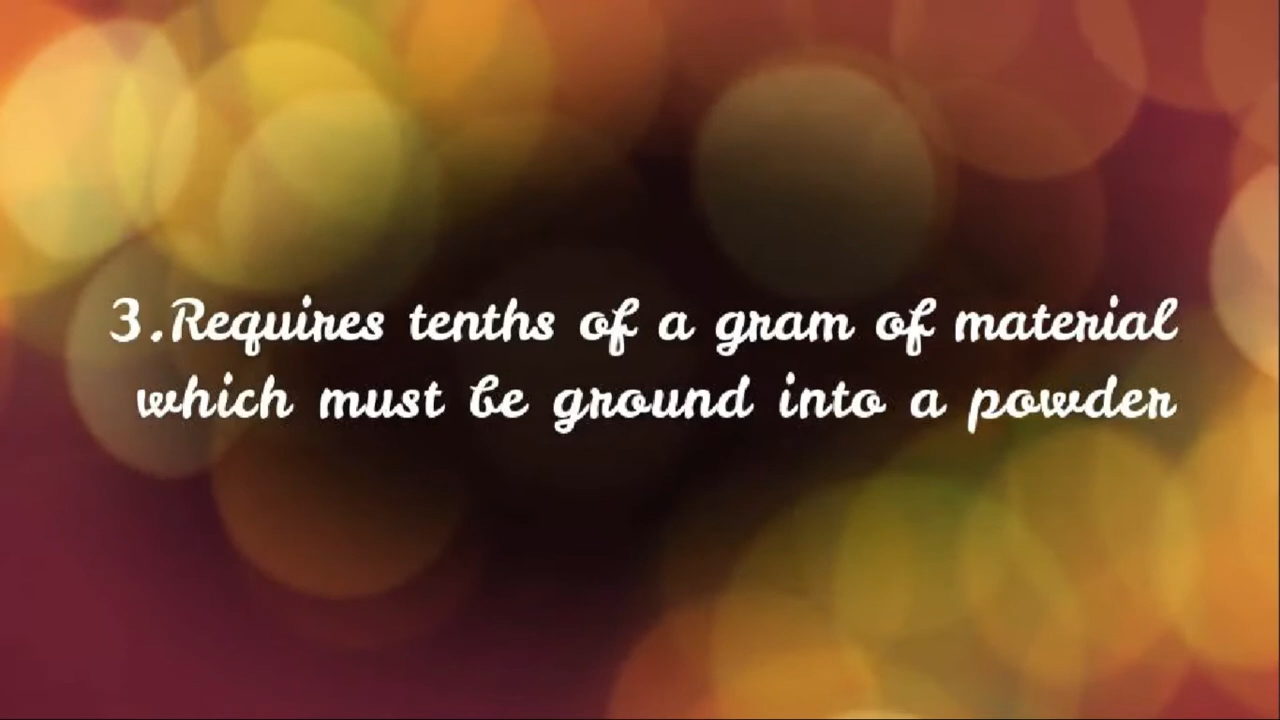 3.Requires tenths of a gram of material
which must be ground into a powder